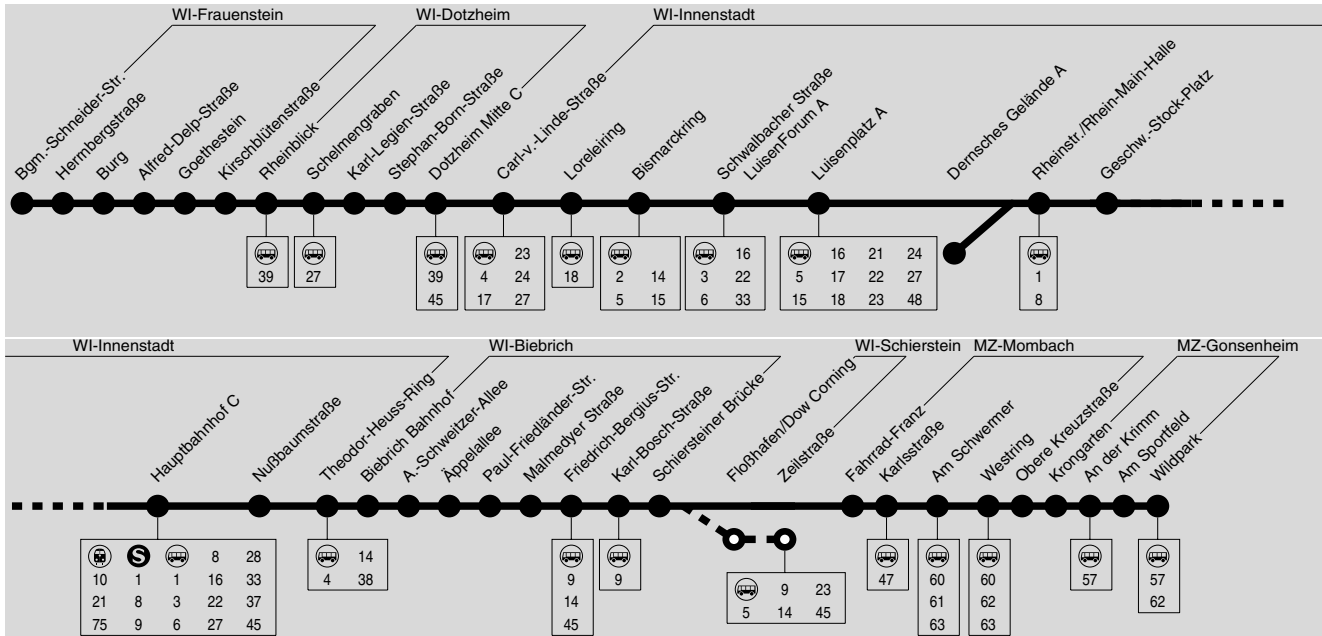 WI-Frauenstein
WI-Dotzheim
WI-Innenstadt
Bgm.-Schneider-Str.
Hermbergstraße
Burg
Alfred-Delp-Straße
Goethestein
Kirschblütenstraße
Rheinblick
Schelmengraben
Karl-Legien-Straße
Stephan-Born-Straße
Dotzheim Mitte C
Carl-v.-Linde-Straße
Loreleiring
Bismarckring
Schwalbacher Straße
LuisenForum A
Luisenplatz A
Dernsches Gelände A
Rheinstr./Rhein-Main-Halle
Geschw.-Stock-Platz
39
27
39
45
23
4 24
17 27
18
2 14
5 15
16
3 22
6 33
16 21 24
5 17 22 27
15 18 23 48
1
8
WI-Innenstadt
WI-Biebrich
WI-Schierstein
MZ-Mombach
MZ-Gonsenheim
Hauptbahnhof C
Nußbaumstraße
Theodor-Heuss-Ring
Biebrich Bahnhof
A.-Schweitzer-Allee
Äppelallee
Paul-Friedländer-Str.
Malmedyer Straße
Friedrich-Bergius-Str.
Karl-Bosch-Straße
Schiersteiner Brücke
Floßhafen/Dow Corning
Zeilstraße
Fahrrad-Franz
Karlsstraße
Am Schwermer
Westring
Obere Kreuzstraße
Krongarten
An der Krimm
Am Sportfeld
Wildpark
S 8 28
10 1 1 16 33
21 8 3 22 37
75 9 6 27 45
14
4 38
9
14
45
9
9 23
5 14 45
47
60
61
63
60
62
63
57
57
62